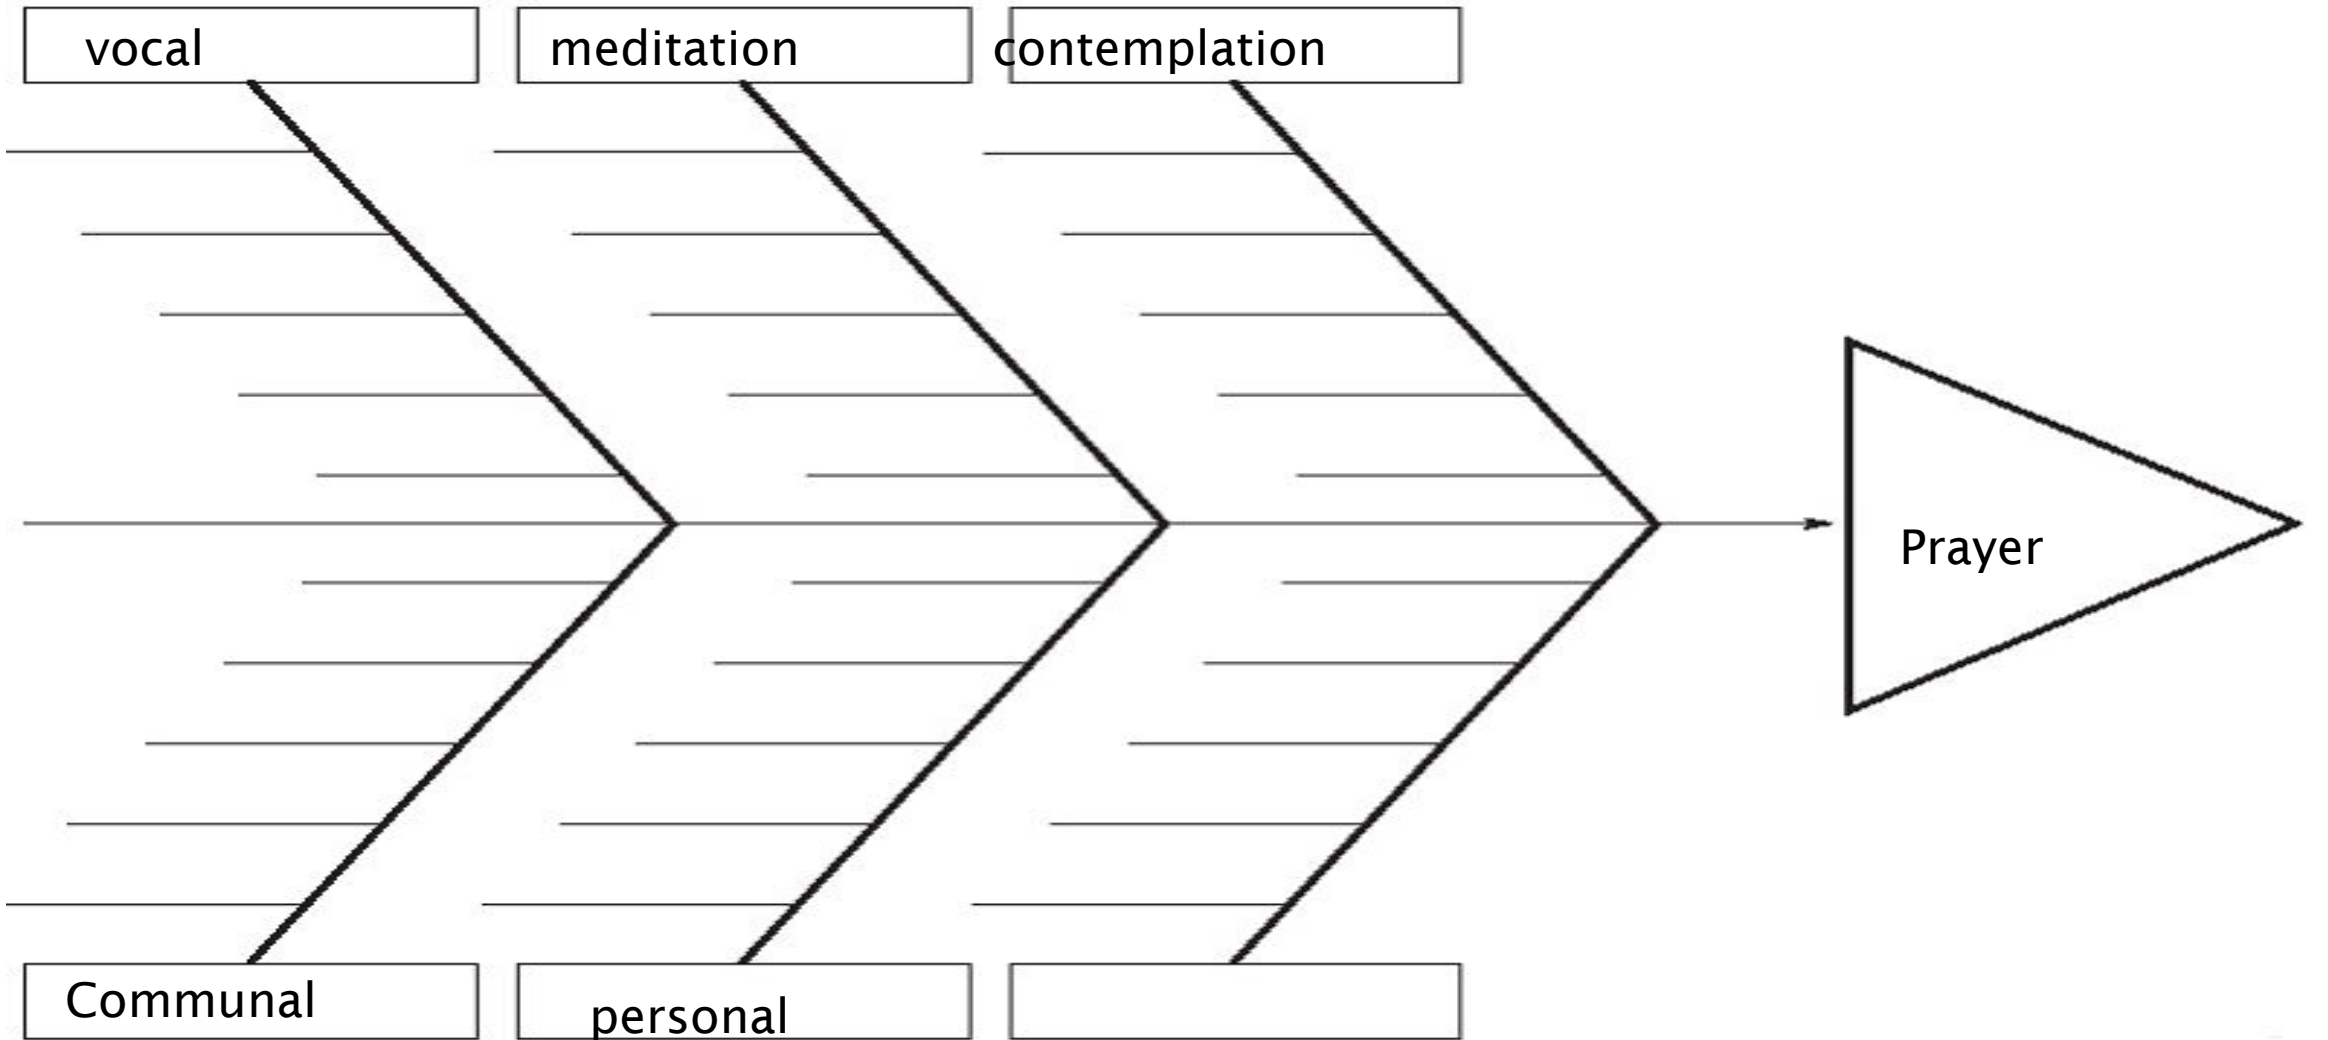 vocal
meditation
contemplation
Prayer
Communal
personal